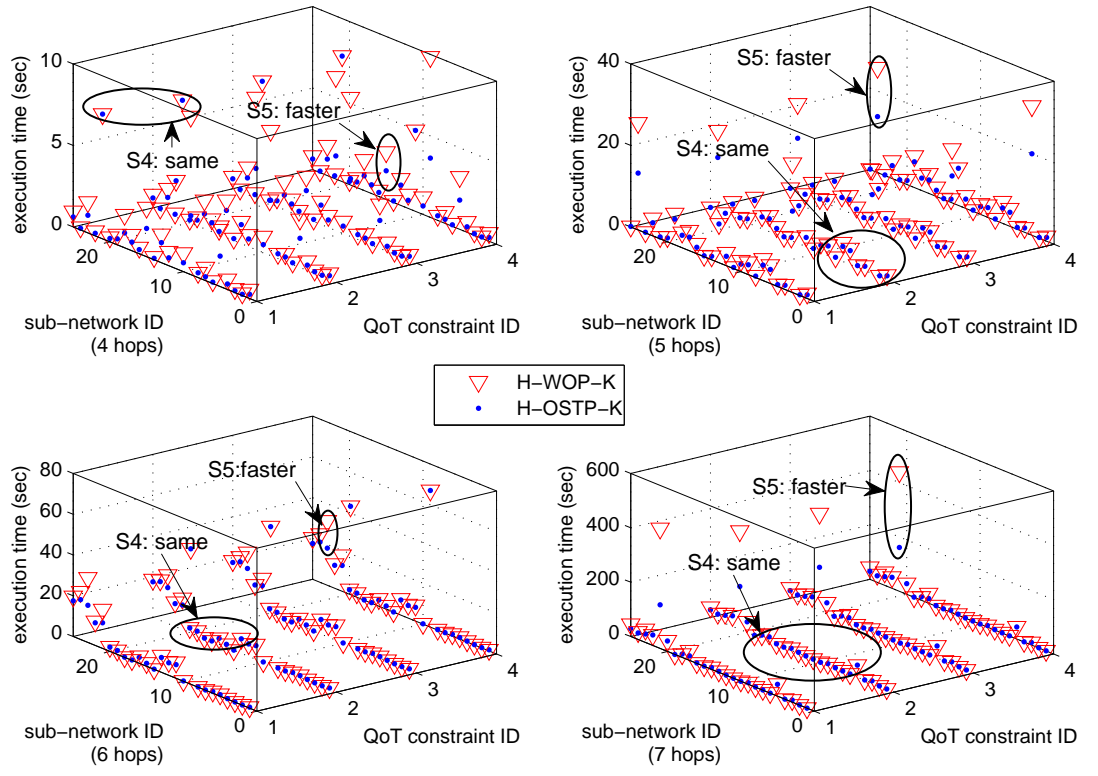 10
5
0
execution time (sec)
S5: faster
S4: same
20
10
0
1
2
3
4
sub−network ID
(4 hops)
QoT constraint ID
40
20
0
execution time (sec)
S5: faster
S4: same
20
10
0
1
2
3
4
sub−network ID
(5 hops)
QoT constraint ID
H−WOP−K
H−OSTP−K
80
60
40
20
0
execution time (sec)
S5:faster
S4: same
20
10
0
1
2
3
4
sub−network ID
(6 hops)
QoT constraint ID
600
400
200
0
execution time (sec)
S5: faster
S4: same
20
10
0
1
2
3
4
sub−network ID
(7 hops)
QoT constraint ID